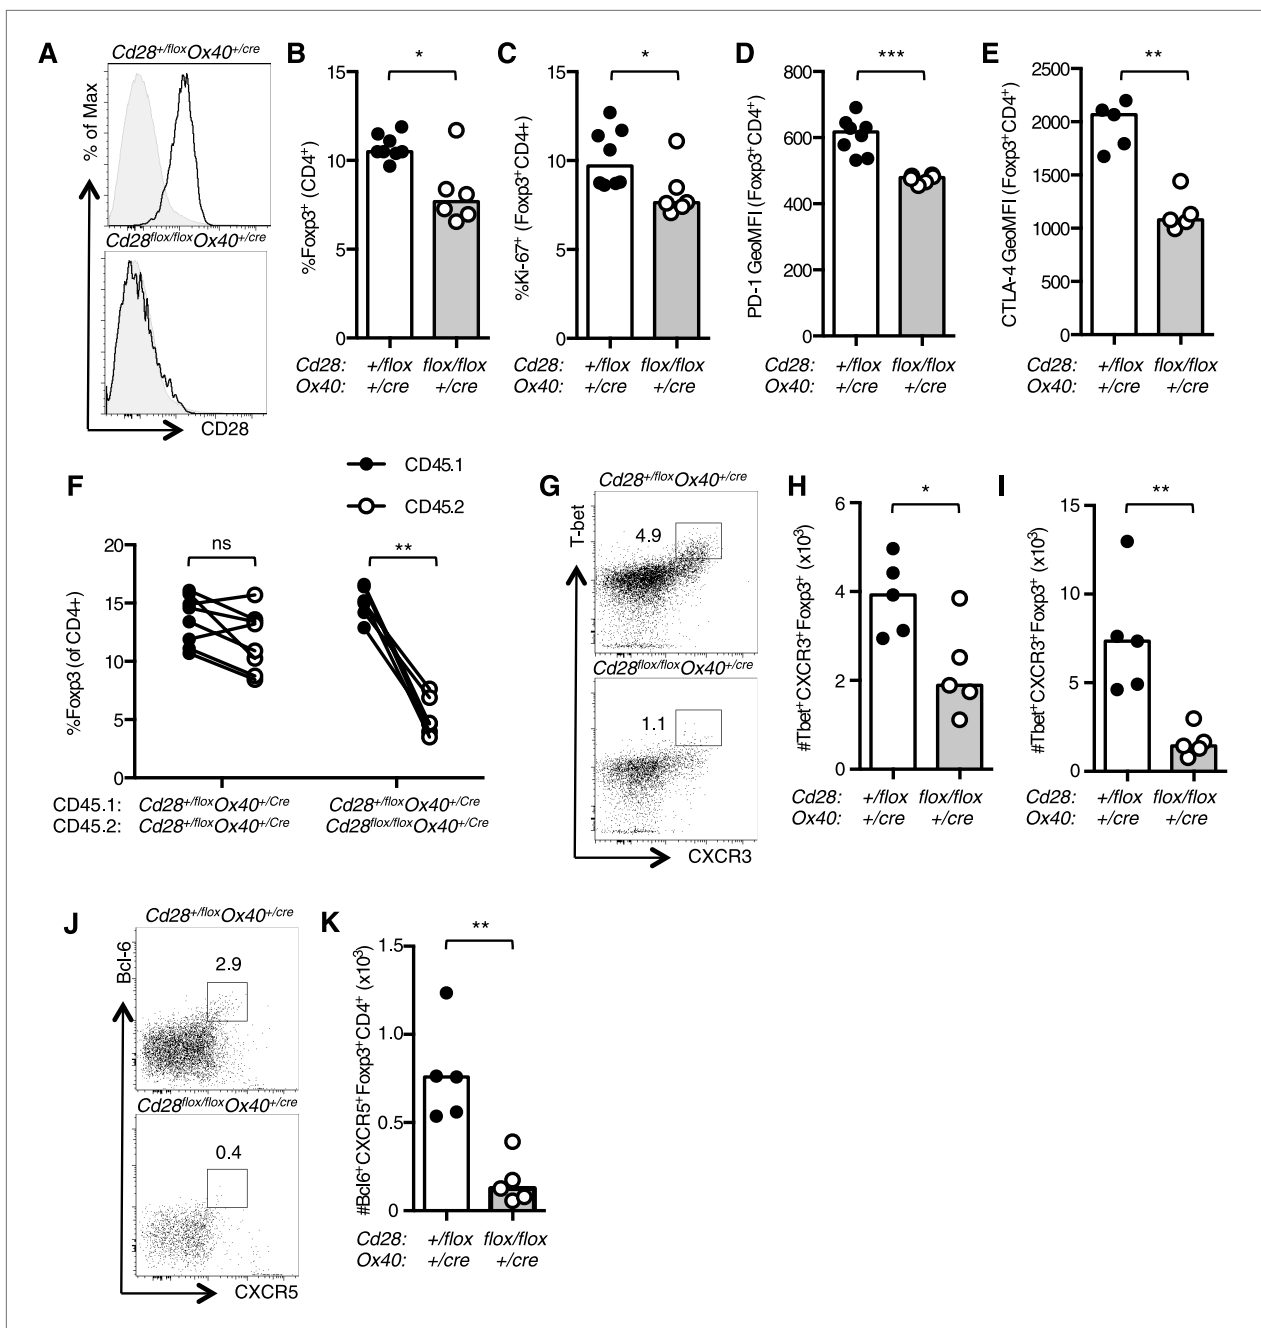 A
Cd28+/floxOx40+/cre
% of Max
Cd28flox/floxOx40+/cre
CD28
B
*
%Foxp3+ (CD4+)
15
10
5
0
Cd28: +/flox flox/flox
Ox40: +/cre +/cre
C
*
%Ki-67+ (Foxp3+CD4+)
15
10
5
0
Cd28: +/flox flox/flox
Ox40: +/cre +/cre
D
***
PD-1 GeoMFI (Foxp3+CD4+)
800
600
400
200
0
Cd28: +/flox flox/flox
Ox40: +/cre +/cre
E
**
CTLA-4 GeoMFI (Foxp3+CD4+)
2500
2000
1500
1000
500
0
Cd28: +/flox flox/flox
Ox40: +/cre +/cre
F
CD45.1
CD45.2
ns
**
%Foxp3 (of CD4+)
20
15
10
5
0
CD45.1: Cd28+/floxOx40+/Cre Cd28+/floxOx40+/Cre
CD45.2: Cd28+/floxOx40+/Cre Cd28flox/floxOx40+/Cre
G
Cd28+/floxOx40+/cre
T-bet
4.9
Cd28flox/floxOx40+/cre
1.1
CXCR3
H
*
#Tbet+CXCR3+Foxp3+ (x10³)
6
4
2
0
Cd28: +/flox flox/flox
Ox40: +/cre +/cre
I
**
#Tbet+CXCR3+Foxp3+ (x10³)
15
10
5
0
Cd28: +/flox flox/flox
Ox40: +/cre +/cre
J
Cd28+/floxOx40+/cre
Bcl-6
2.9
Cd28flox/floxOx40+/cre
0.4
CXCR5
K
**
#Bcl6+CXCR5+Foxp3+CD4+ (x10³)
1.5
1.0
0.5
0
Cd28: +/flox flox/flox
Ox40: +/cre +/cre